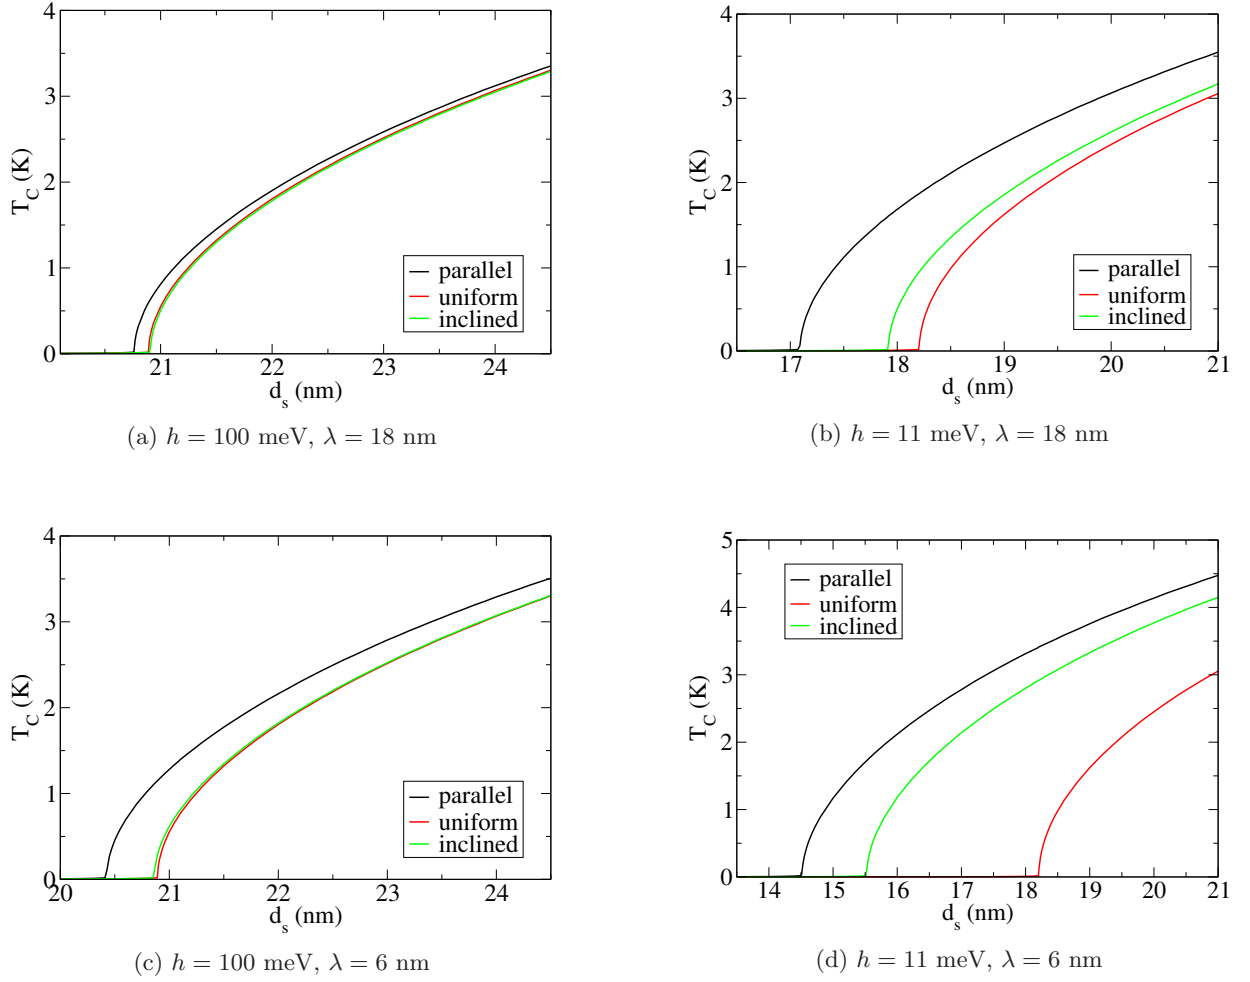 4
3
2
1
0
T_C (K)
21 22 23 24
d_s (nm)
parallel
uniform
inclined
(a) h = 100 meV, λ = 18 nm
4
3
2
1
0
T_C (K)
17 18 19 20 21
d_s (nm)
parallel
uniform
inclined
(b) h = 11 meV, λ = 18 nm
4
3
2
1
0
T_C (K)
20 21 22 23 24
d_s (nm)
parallel
uniform
inclined
(c) h = 100 meV, λ = 6 nm
5
4
3
2
1
0
T_C (K)
14 15 16 17 18 19 20 21
d_s (nm)
parallel
uniform
inclined
(d) h = 11 meV, λ = 6 nm